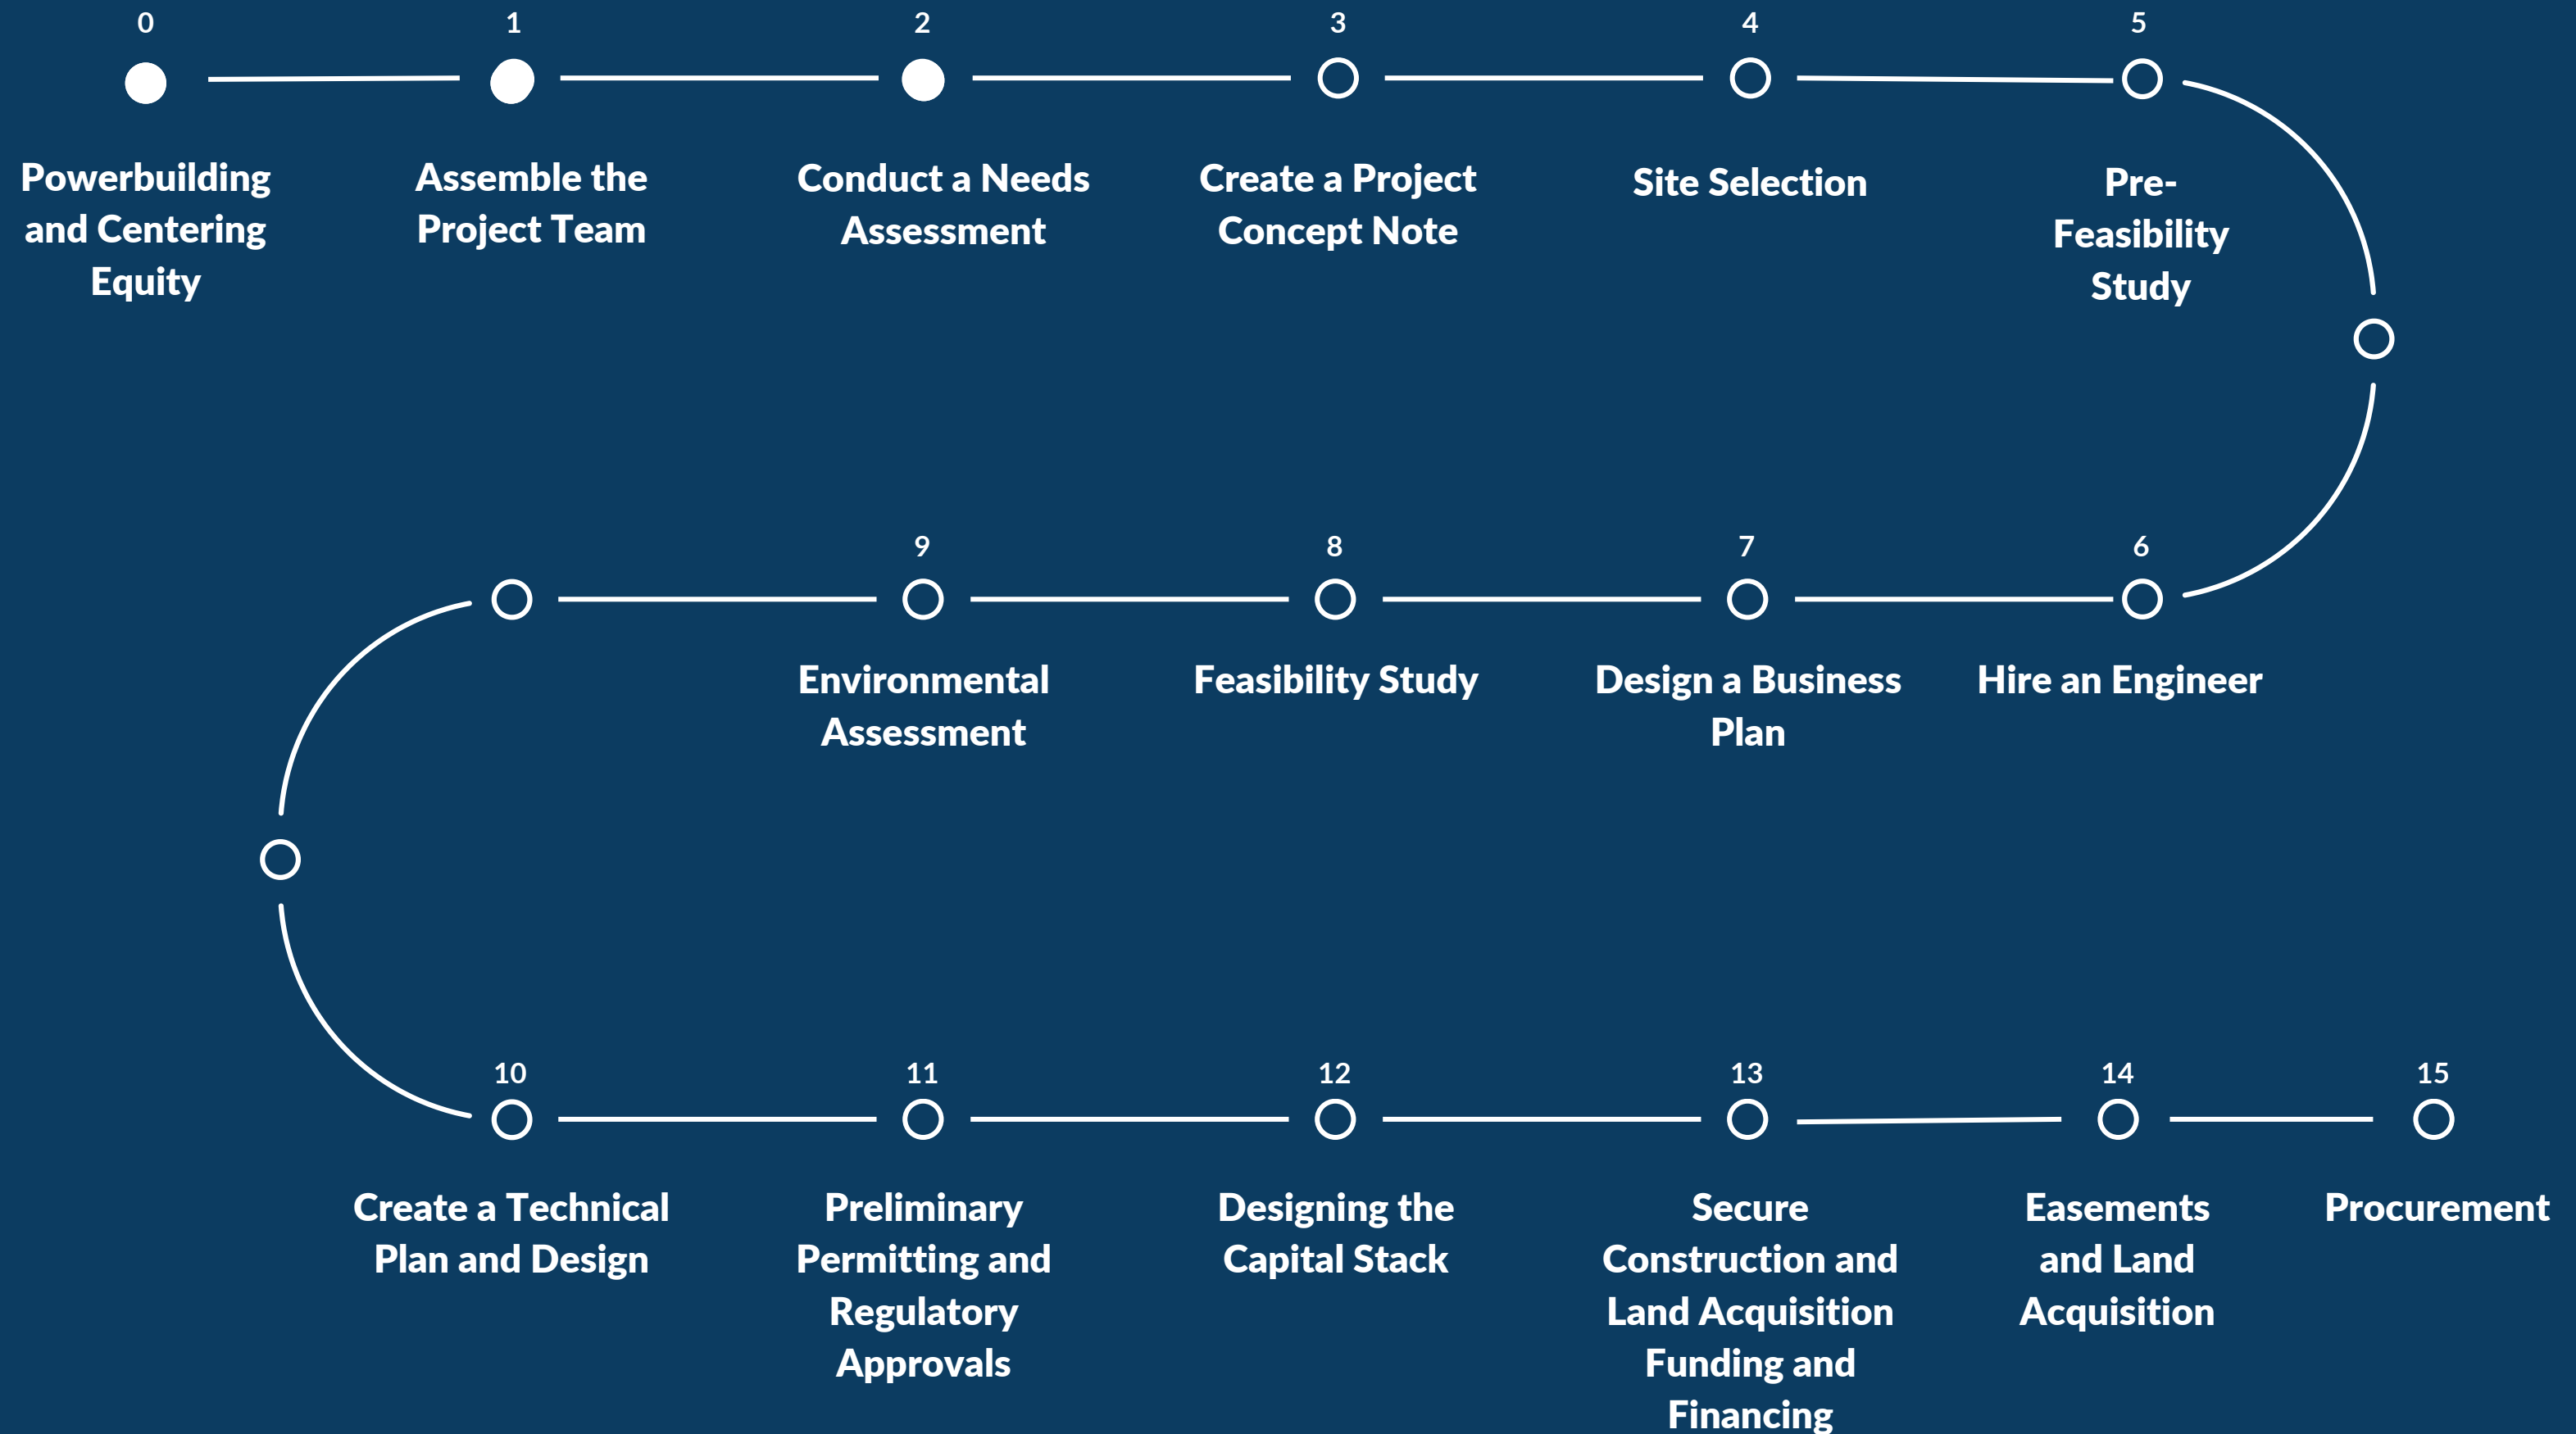 0
Powerbuilding
and Centering
Equity
1
Assemble the
Project Team
2
Conduct a Needs
Assessment
3
Create a Project
Concept Note
4
Site Selection
5
Pre-
Feasibility
Study
6
Hire an Engineer
7
Design a Business
Plan
8
Feasibility Study
9
Environmental
Assessment
10
Create a Technical
Plan and Design
11
Preliminary
Permitting and
Regulatory
Approvals
12
Designing the
Capital Stack
13
Secure
Construction and
Land Acquisition
Funding and
Financing
14
Easements
and Land
Acquisition
15
Procurement